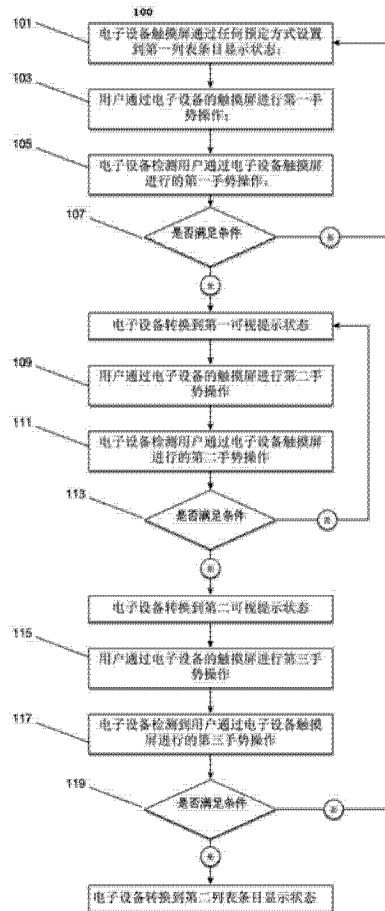 100
101
电子设备触摸屏通过任何预定方式设置
到第一列表条目显示状态；
103
用户通过电子设备的触摸屏进行第一手
势操作；
105
电子设备检测用户通过电子设备触摸屏
进行的第一手势操作；
107
是否满足条件
否
是
电子设备转换到第一可视提示状态
109
用户通过电子设备的触摸屏进行第二手
势操作
111
电子设备检测用户通过电子设备触摸屏
进行的第二手势操作
113
是否满足条件
否
是
电子设备转换到第二可视提示状态
115
用户通过电子设备的触摸屏进行第三手
势操作
117
电子设备检测到用户通过电子设备触摸
屏进行的第三手势操作
119
是否满足条件
否
是
电子设备转换到第二列表条目显示状态